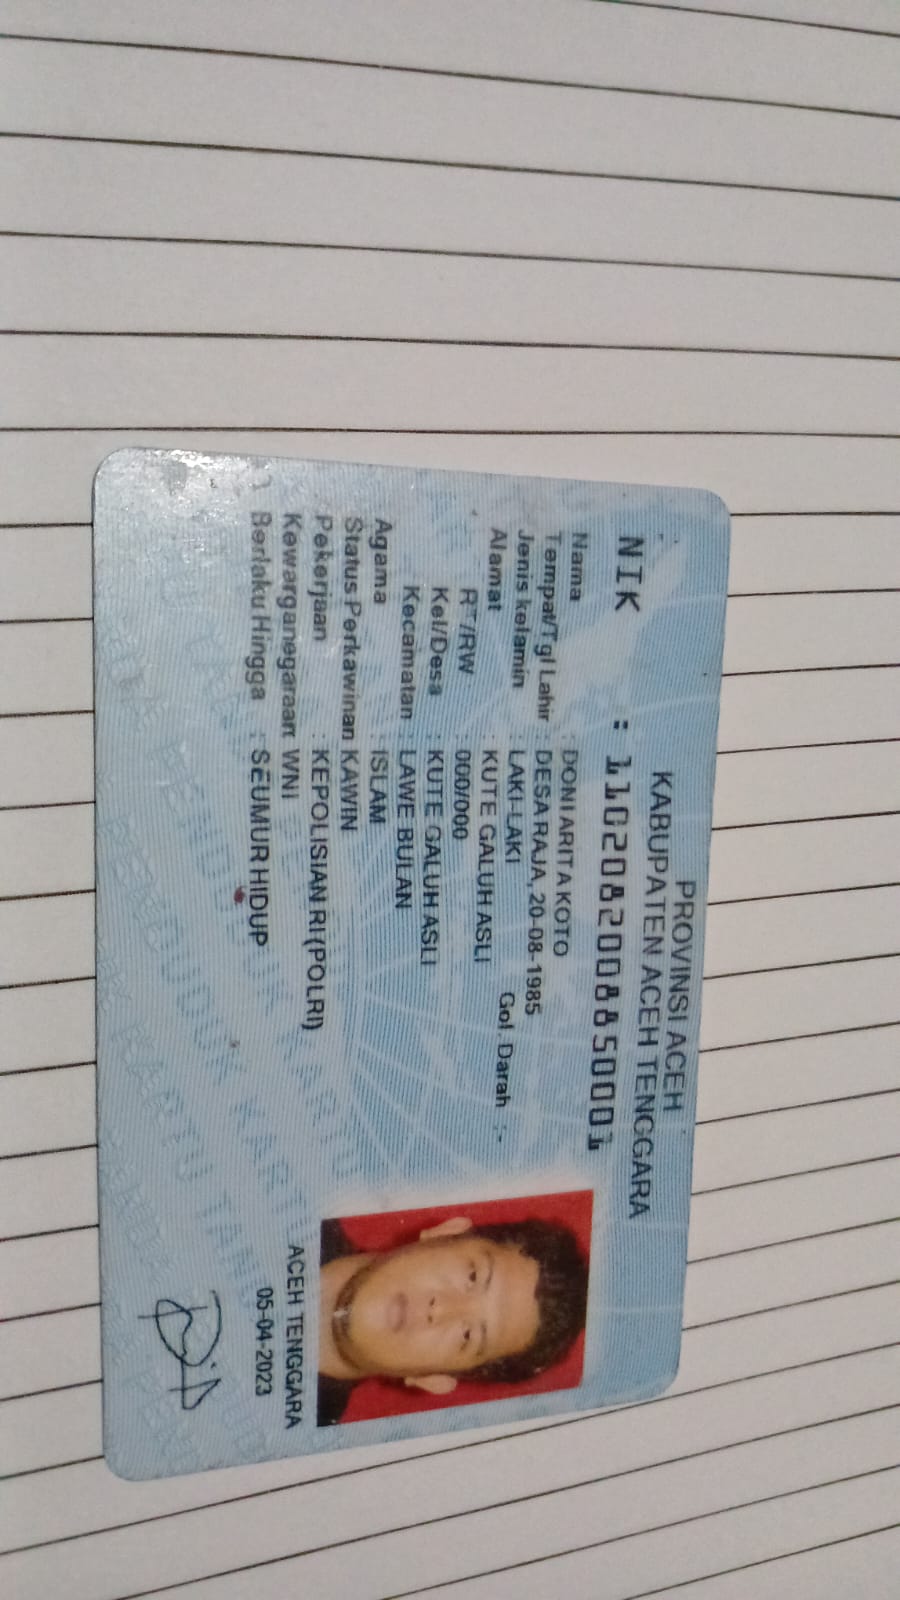 PROVINSI ACEH
KABUPATEN ACEH TENGGARA
NIK : 1102082008850001
Nama : DONI ARITA KOTO
Tempat/Tgl Lahir : DESA RAJA, 20-08-1985
Jenis kelamin : LAKI-LAKI Gol. Darah :-
Alamat : KUTE GALUH ASLI
RT/RW : 000/000
Kel/Desa : KUTE GALUH ASLI
Kecamatan : LAWE BULAN
Agama : ISLAM
Status Perkawinan KAWIN
Pekerjaan : KEPOLISIAN RI (POLRI)
Kewarganegaraan WNI
Berlaku Hingga : SEUMUR HIDUP
ACEH TENGGARA
05-04-2023